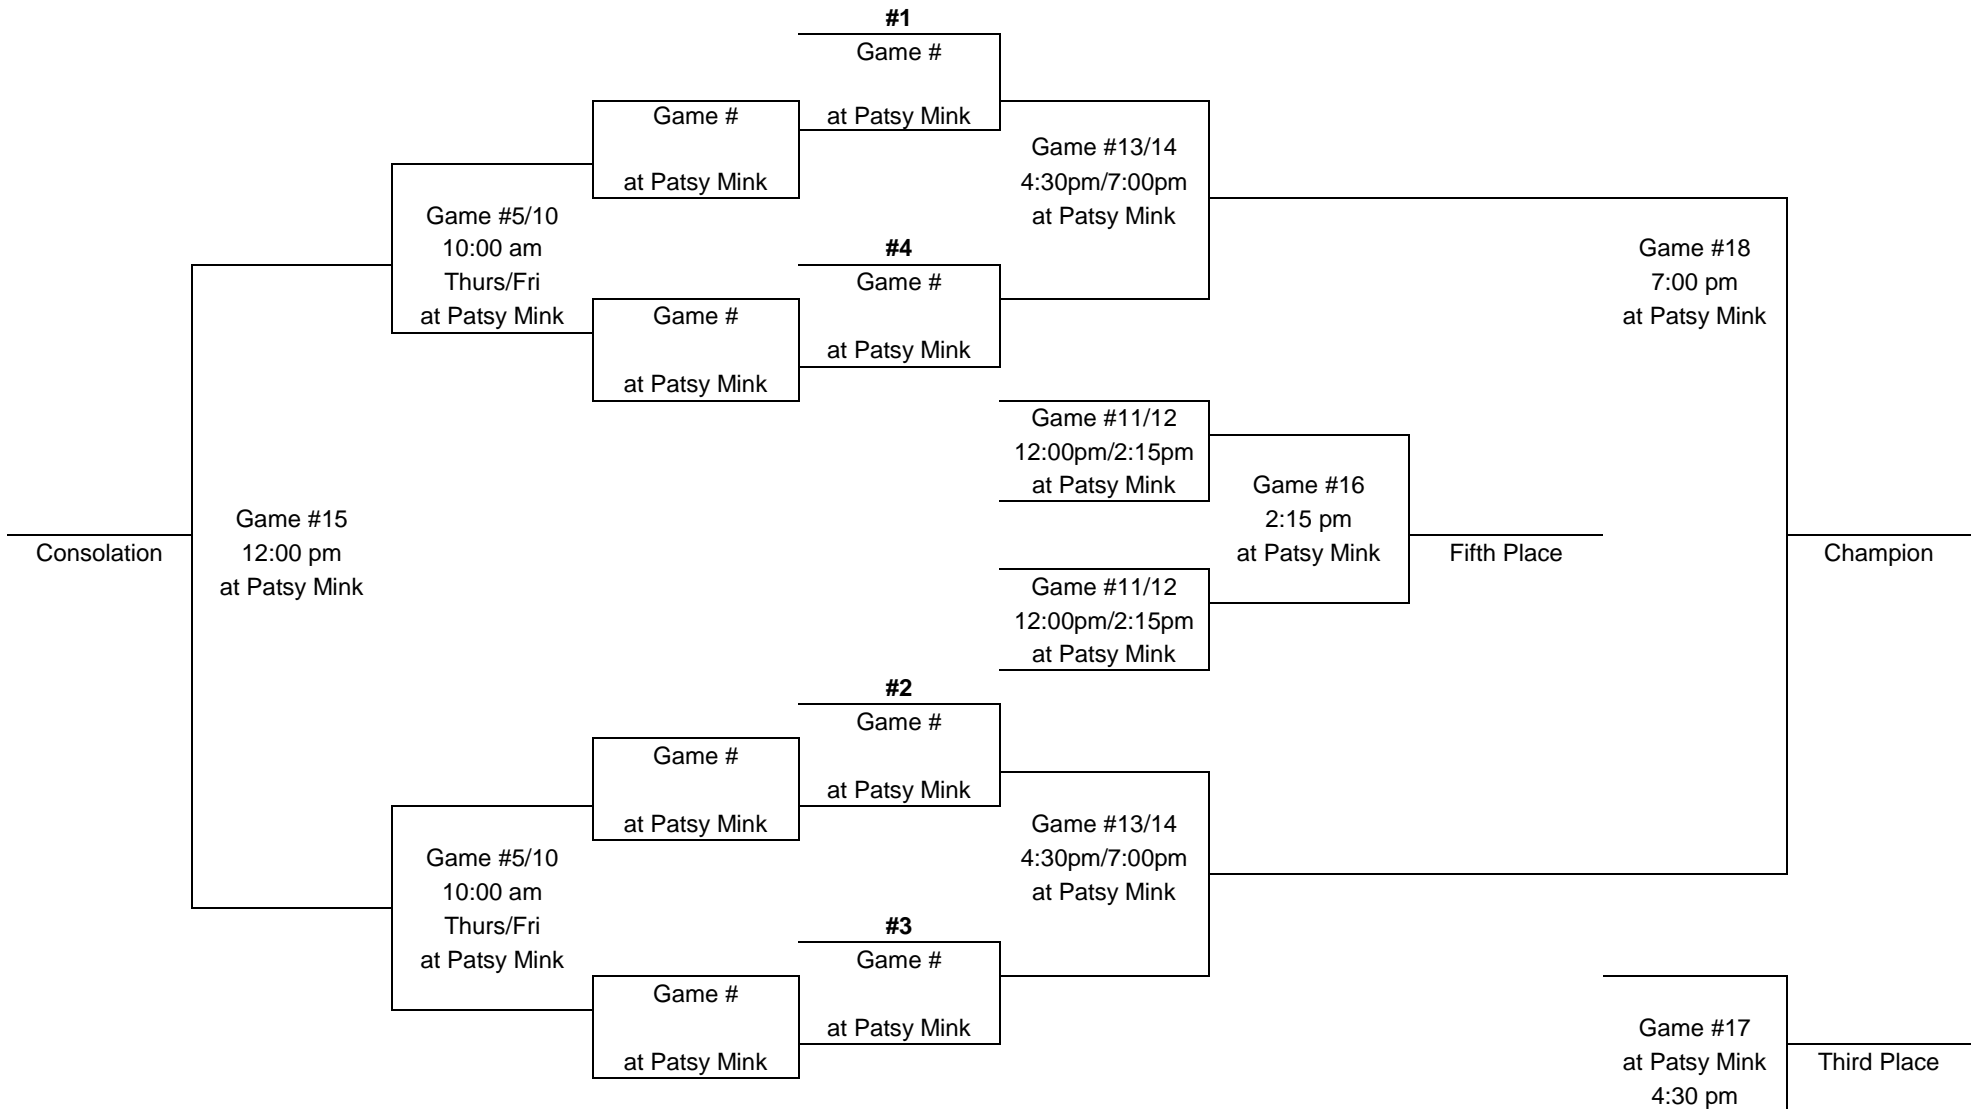 #1
Game #
at Patsy Mink
Game #
at Patsy Mink
Game #13/14
4:30pm/7:00pm
at Patsy Mink
Game #5/10
10:00 am
Thurs/Fri
at Patsy Mink
#4
Game #
at Patsy Mink
Game #
at Patsy Mink
Game #18
7:00 pm
at Patsy Mink
Game #11/12
12:00pm/2:15pm
at Patsy Mink
Game #16
2:15 pm
at Patsy Mink
Fifth Place
Game #15
12:00 pm
at Patsy Mink
Consolation
Champion
Game #11/12
12:00pm/2:15pm
at Patsy Mink
#2
Game #
at Patsy Mink
Game #
at Patsy Mink
Game #13/14
4:30pm/7:00pm
at Patsy Mink
Game #5/10
10:00 am
Thurs/Fri
at Patsy Mink
#3
Game #
at Patsy Mink
Game #
at Patsy Mink
Game #17
at Patsy Mink
4:30 pm
Third Place